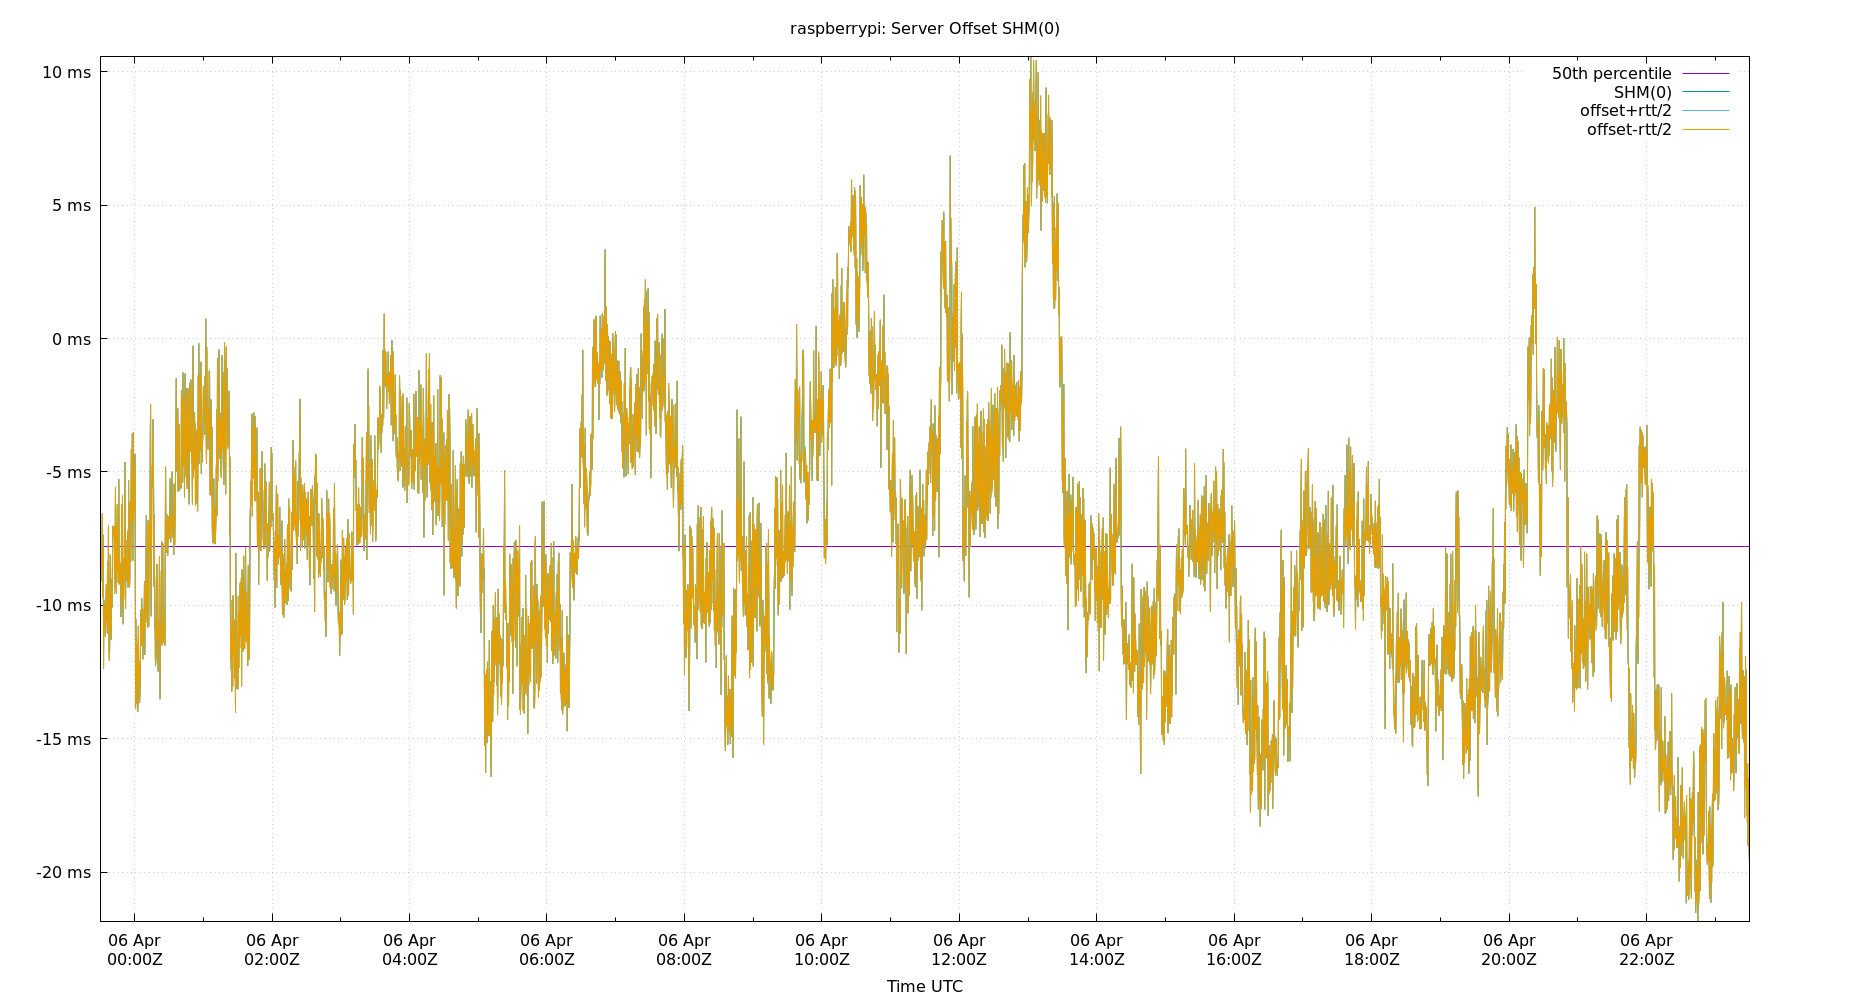 raspberrypi: Server Offset SHM(0)
50th percentile
SHM(0)
offset+rtt/2
offset-rtt/2
10 ms
5 ms
0 ms
-5 ms
-10 ms
-15 ms
-20 ms
06 Apr 06 Apr 06 Apr 06 Apr 06 Apr 06 Apr 06 Apr 06 Apr 06 Apr 06 Apr 06 Apr 06 Apr
00:00Z 02:00Z 04:00Z 06:00Z 08:00Z 10:00Z 12:00Z 14:00Z 16:00Z 18:00Z 20:00Z 22:00Z
Time UTC